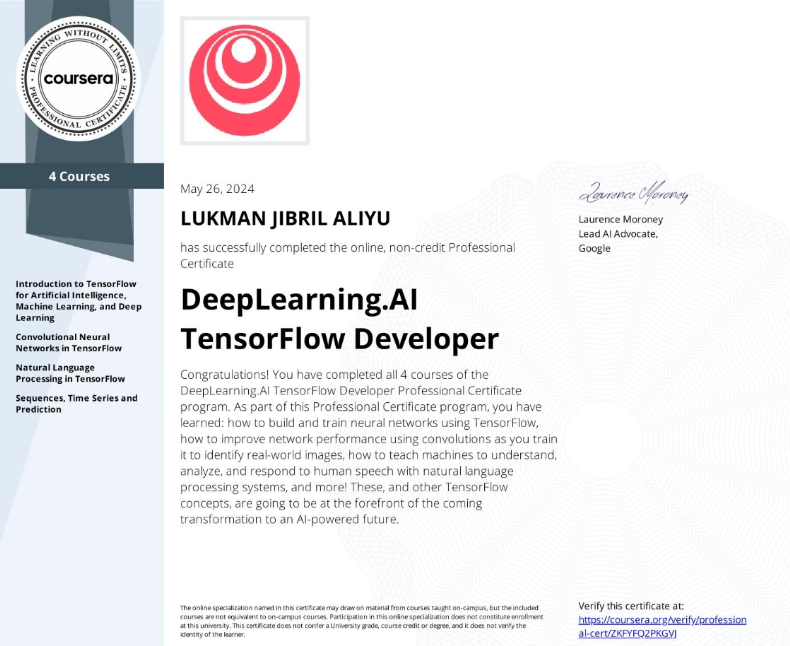 LEARNING WITHOUT LIMITS
coursera
PROFESSIONAL CERTIFICATE
4 Courses
Introduction to TensorFlow
for Artificial Intelligence,
Machine Learning, and Deep
Learning
Convolutional Neural
Networks in TensorFlow
Natural Language
Processing in TensorFlow
Sequences, Time Series and
Prediction
May 26, 2024
LUKMAN JIBRIL ALIYU
has successfully completed the online, non-credit Professional
Certificate
DeepLearning.AI
TensorFlow Developer
Congratulations! You have completed all 4 courses of the
DeepLearning.AI TensorFlow Developer Professional Certificate
program. As part of this Professional Certificate program, you have
learned: how to build and train neural networks using TensorFlow,
how to improve network performance using convolutions as you train
it to identify real-world images, how to teach machines to understand,
analyze, and respond to human speech with natural language
processing systems, and more! These, and other TensorFlow
concepts, are going to be at the forefront of the coming
transformation to an AI-powered future.
Laurence Moroney
Laurence Moroney
Lead AI Advocate,
Google
The online specialization named in this certificate may draw on material from courses taught on-campus, but the included
courses are not equivalent to on-campus courses. Participation in this online specialization does not constitute enrollment
at this university. This certificate does not confer a University grade, course credit or degree, and it does not verify the
identity of the learner.
Verify this certificate at:
https://coursera.org/verify/profession
al-cert/ZKFYFQ2PKGVJ